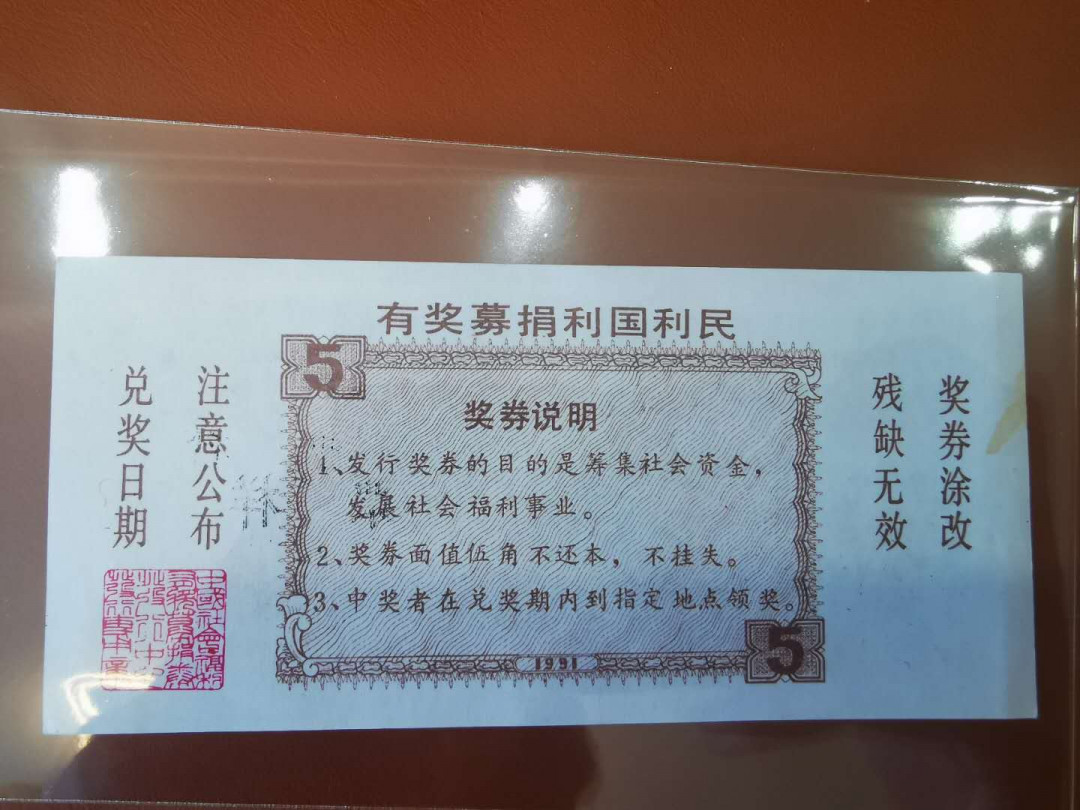 有奖募捐利国利民
5
奖券说明
1、发行奖券的目的是筹集社会资金，
发展社会福利事业。
2、奖券面值伍角不还本，不挂失。
3、中奖者在兑奖期内到指定地点领奖。
1991
5
奖券涂改
残缺无效
注意公布
兑奖日期